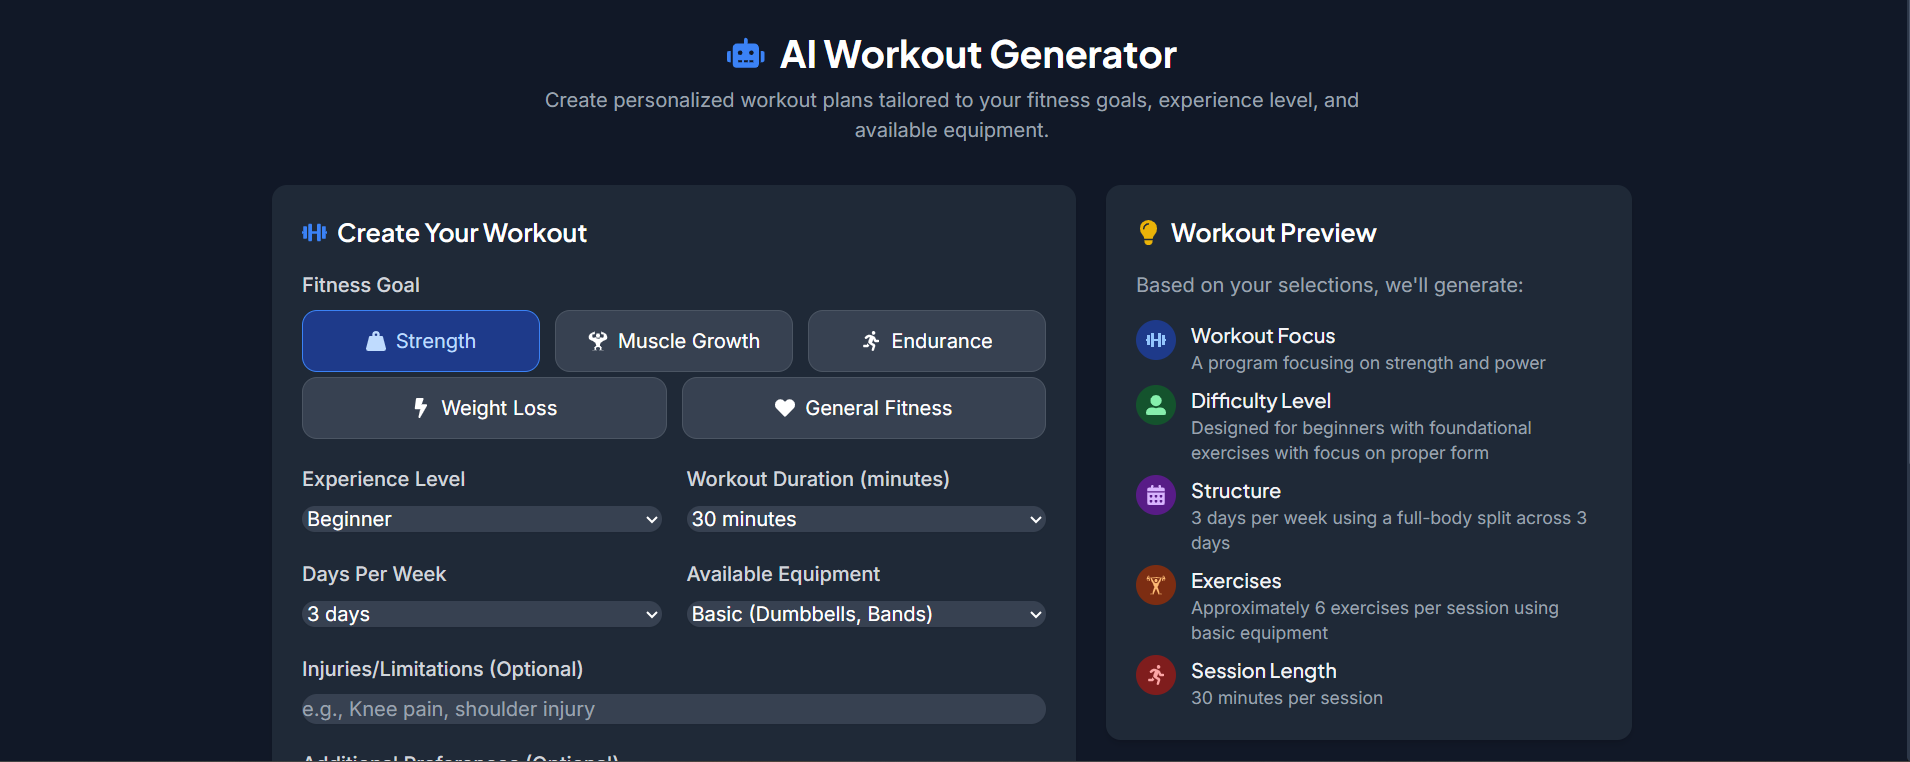 AI Workout Generator
Create personalized workout plans tailored to your fitness goals, experience level, and
available equipment.
Create Your Workout
Fitness Goal
Strength
Muscle Growth
Endurance
Weight Loss
General Fitness
Experience Level
Beginner
Workout Duration (minutes)
30 minutes
Days Per Week
3 days
Available Equipment
Basic (Dumbbells, Bands)
Injuries/Limitations (Optional)
e.g., Knee pain, shoulder injury
Additional Preferences (Optional)
Workout Preview
Based on your selections, we'll generate:
Workout Focus
A program focusing on strength and power
Difficulty Level
Designed for beginners with foundational
exercises with focus on proper form
Structure
3 days per week using a full-body split across 3
days
Exercises
Approximately 6 exercises per session using
basic equipment
Session Length
30 minutes per session